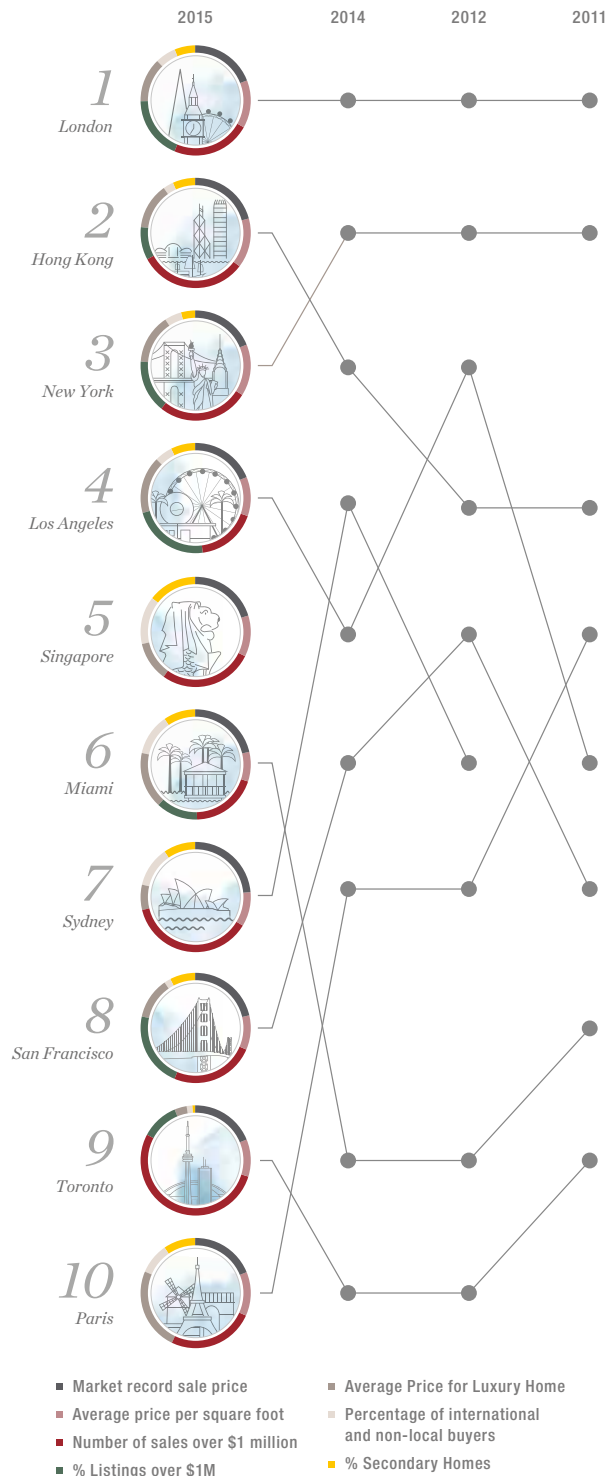 2015 2014 2012 2011
1
London
2
Hong Kong
3
New York
4
Los Angeles
5
Singapore
6
Miami
7
Sydney
8
San Francisco
9
Toronto
10
Paris
Market record sale price
Average price per square foot
Number of sales over $1 million
% Listings over $1M
Average Price for Luxury Home
Percentage of international
and non-local buyers
% Secondary Homes